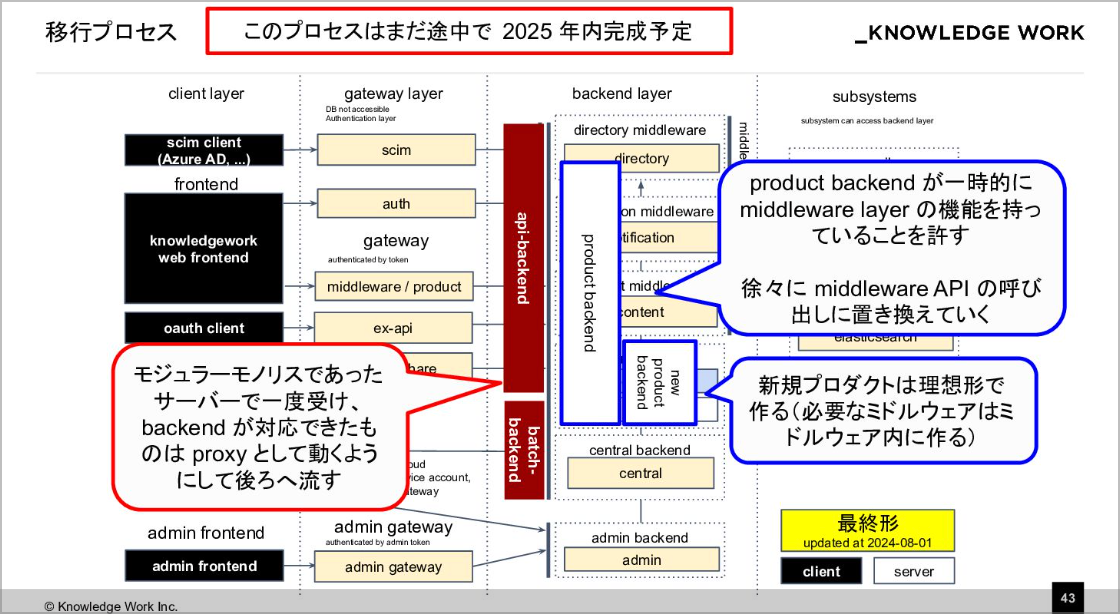 移行プロセス
このプロセスはまだ途中で 2025 年内完成予定
_KNOWLEDGE WORK
client layer
gateway layer
DB not accessible
Authentication layer
backend layer
subsystems
subsystem can access backend layer
scim client
(Azure AD, ...)
frontend
knowledgework
web frontend
oauth client
scim
auth
gateway
authenticated by token
middleware / product
ex-api
hare
api-backend
batch-
backend
directory middleware
directory
on middleware
tification
t middl
content
product backend
new
product
backend
middle
product backend が一時的に
middleware layer の機能を持っ
ていることを許す
徐々に middleware API の呼び
出しに置き換えていく
elasticsearch
モジュラーモノリスであった
サーバーで一度受け、
backend が対応できたも
のは proxy として動くよう
にして後ろへ流す
新規プロダクトは理想形で
作る（必要なミドルウェアはミ
ドルウェア内に作る）
oud
vice account,
ateway
central backend
central
admin frontend
admin frontend
admin gateway
authenticated by admin token
admin gateway
admin backend
admin
最終形
updated at 2024-08-01
client
server
© Knowledge Work Inc.
43